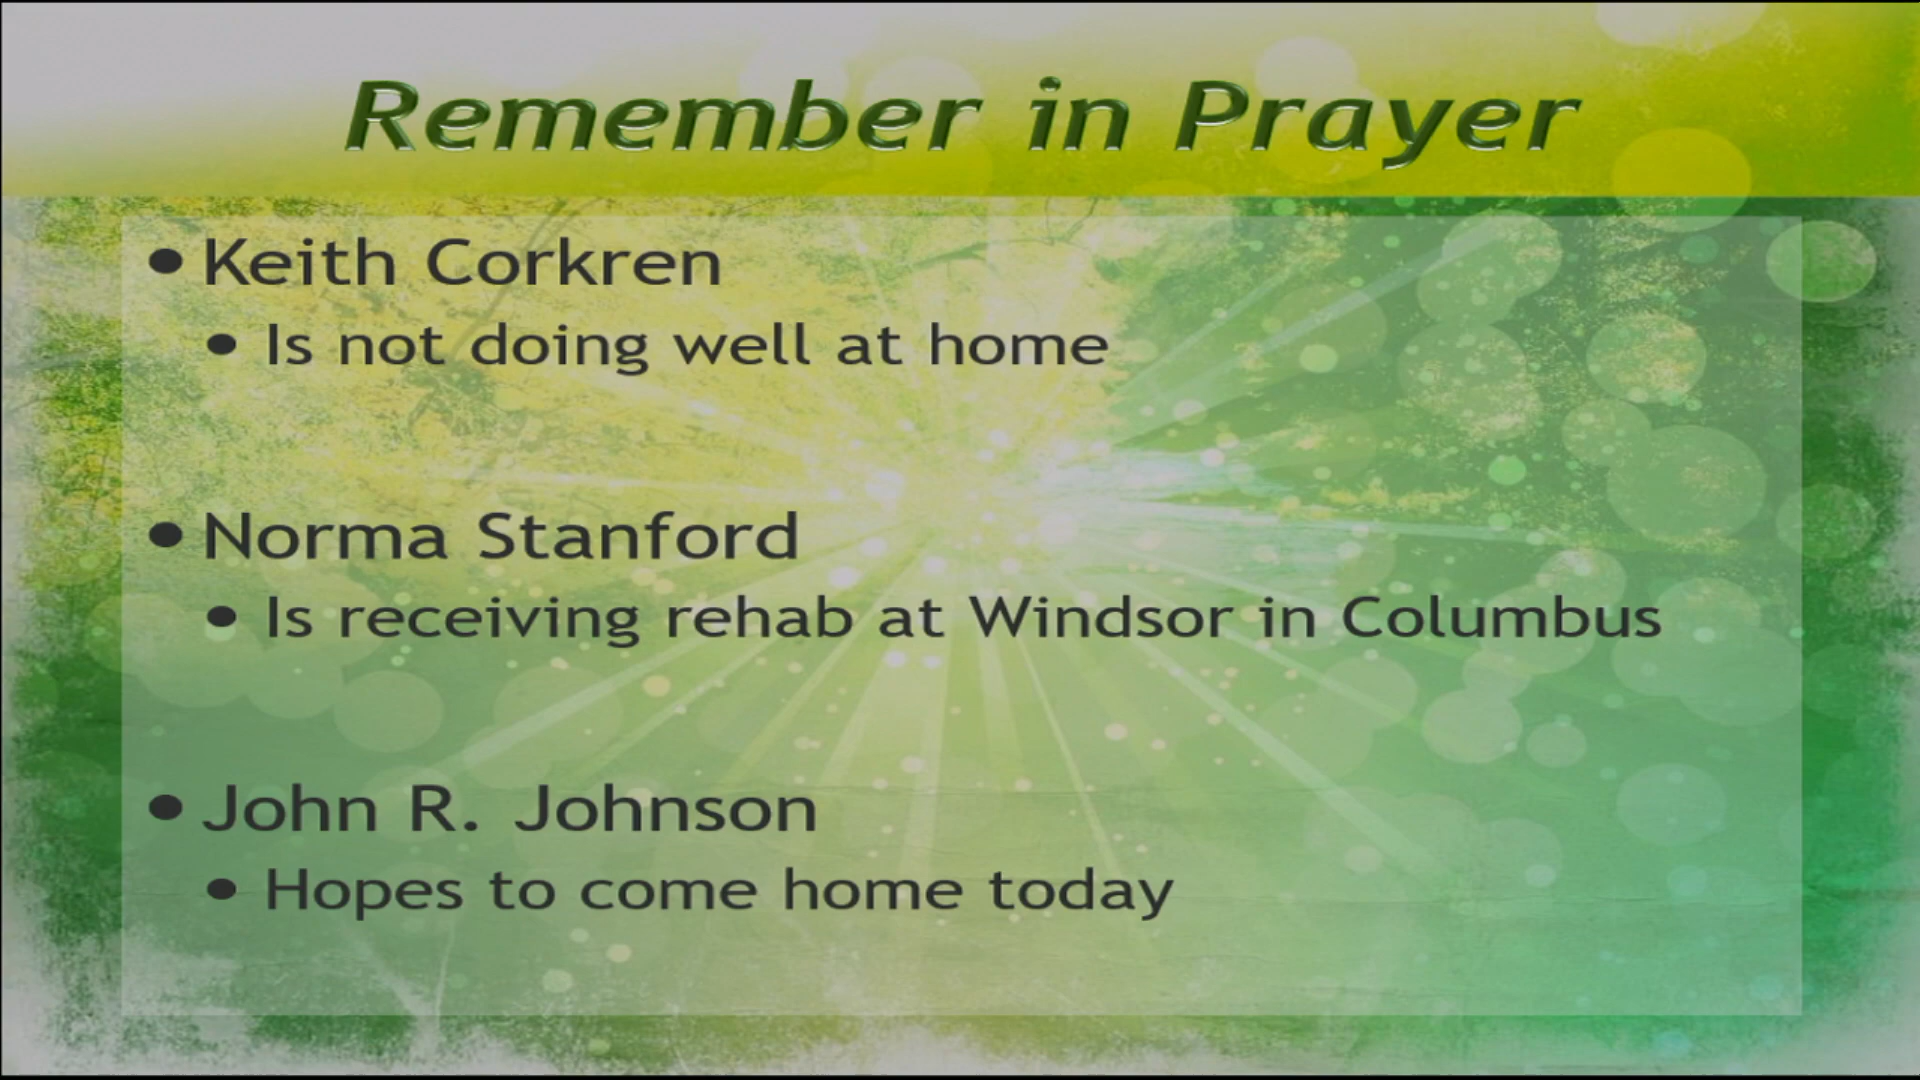 Remember in Prayer
• Keith Corkren
• Is not doing well at home
• Norma Stanford
• Is receiving rehab at Windsor in Columbus
• John R. Johnson
• Hopes to come home today